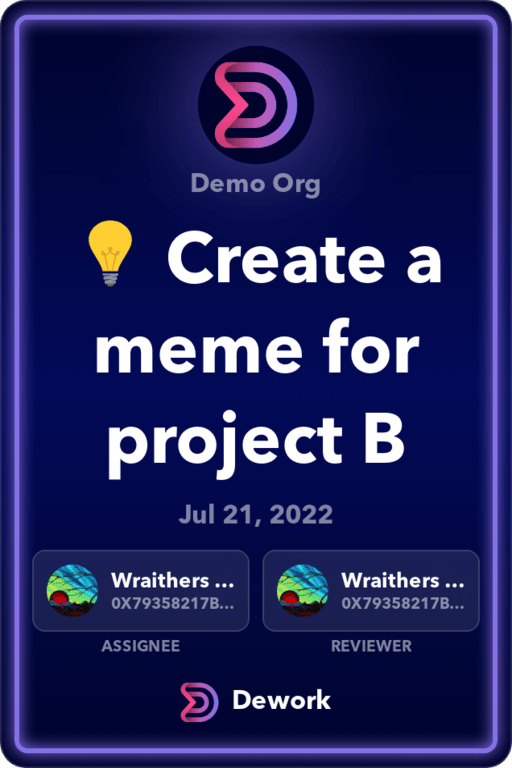 Demo Org
💡 Create a
meme for
project B
Jul 21, 2022
Wraithers ...
0X79358217B...
ASSIGNEE
Wraithers ...
0X79358217B...
REVIEWER
Dework